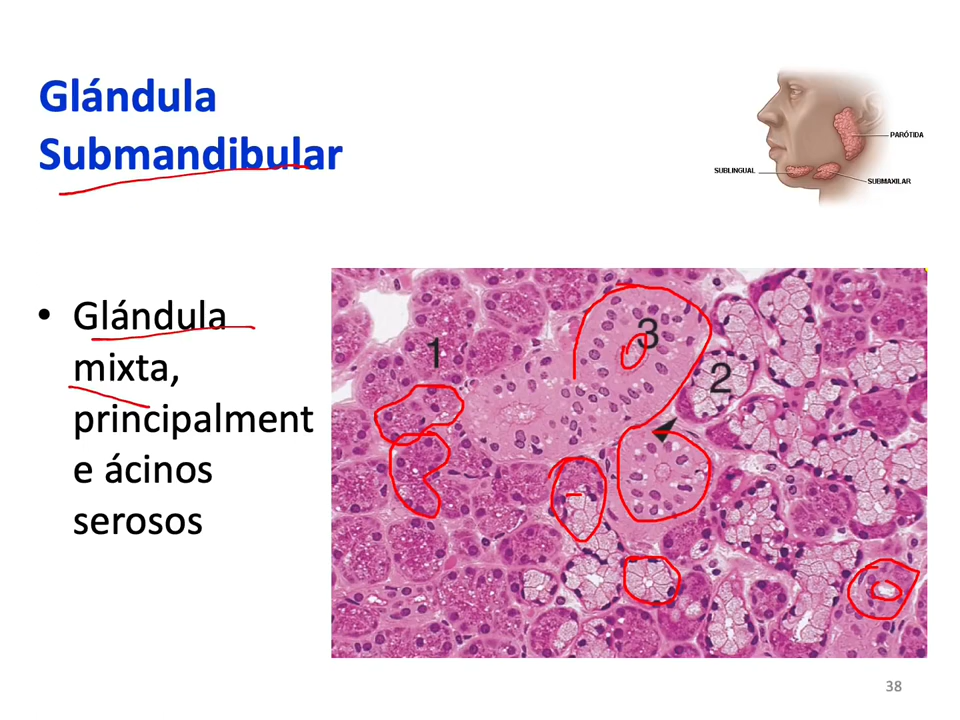 Glándula
Submandibular
PARÓTIDA
SUBLINGUAL
SUBMAXILAR
• Glándula
mixta,
principalment
e ácinos
serosos
1
3
2
38